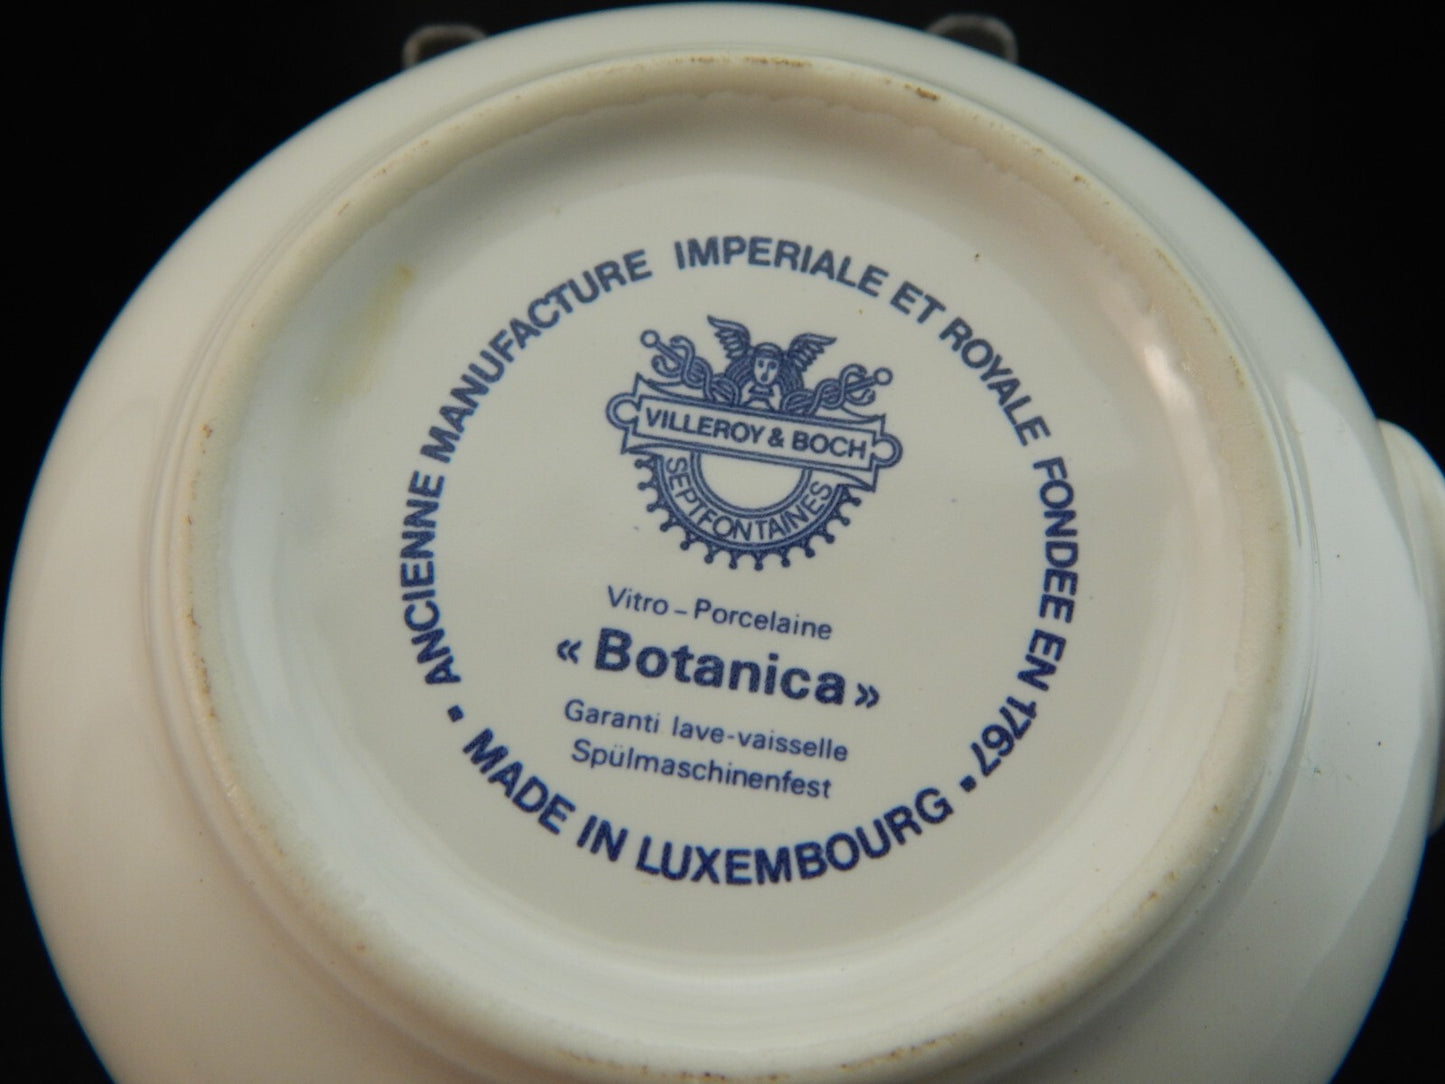 ANCIENNE MANUFACTURE IMPERIALE ET ROYALE FONDEE EN 1767 ▪
VILLEROY & BOCH
SEPTFONTAINES
Vitro – Porcelaine
« Botanica »
Garanti lave-vaisselle
Spülmaschinenfest
MADE IN LUXEMBOURG ▪